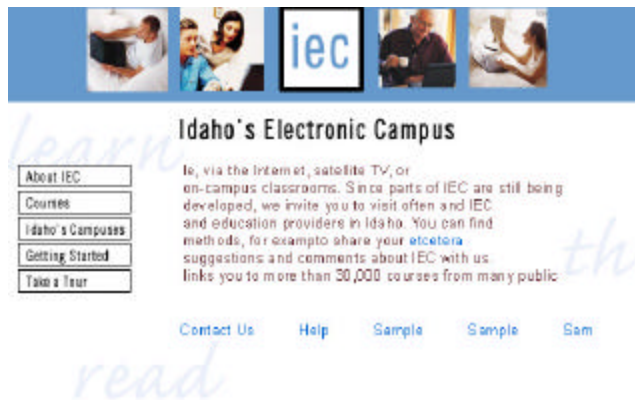 iec
learn
Idaho's Electronic Campus
About IEC
Courses
Idaho's Campuses
Getting Started
Take a Tour
le, via the Internet, satellite TV, or
on-campus classrooms. Since parts of IEC are still being
developed, we invite you to visit often and IEC
and education providers in Idaho. You can find
methods, for exampto share your etcetera
suggestions and comments about IEC with us.
links you to more than 30,000 courses from many public
th
Contact Us Help Sample Sample Sam
read